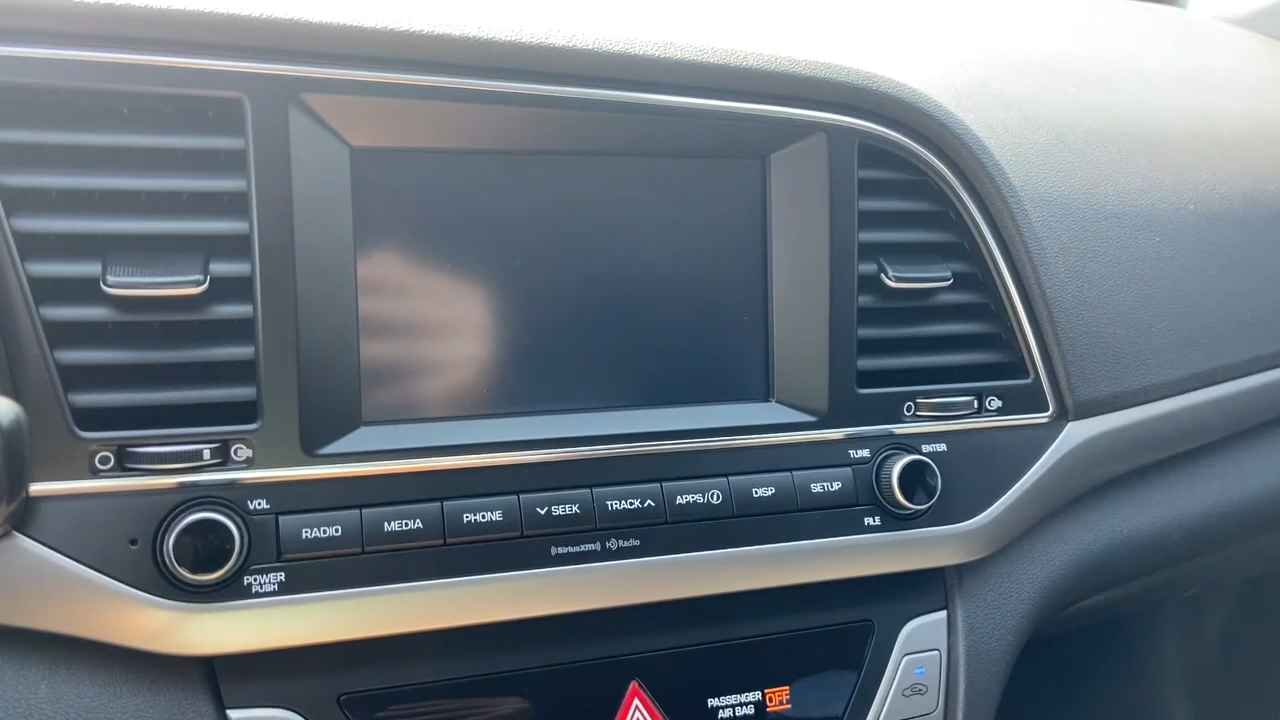 VOL
TUNE
ENTER
RADIO
MEDIA
PHONE
SEEK
TRACK
APPS/i
DISP
SETUP
FILE
POWER
PUSH
SiriusXM
HD Radio
PASSENGER
AIR BAG
OFF